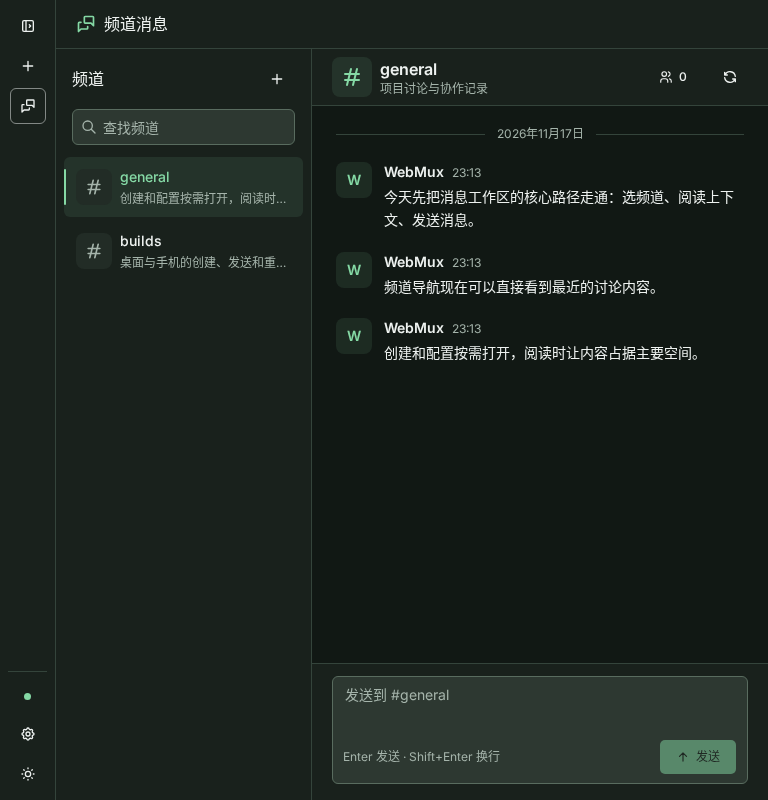 频道消息
频道
查找频道
general
创建和配置按需打开，阅读时...
builds
桌面与手机的创建、发送和重...
general
项目讨论与协作记录
0
2026年11月17日
W
WebMux 23:13
今天先把消息工作区的核心路径走通：选频道、阅读上下
文、发送消息。
W
WebMux 23:13
频道导航现在可以直接看到最近的讨论内容。
W
WebMux 23:13
创建和配置按需打开，阅读时让内容占据主要空间。
发送到 #general
Enter 发送 · Shift+Enter 换行
发送